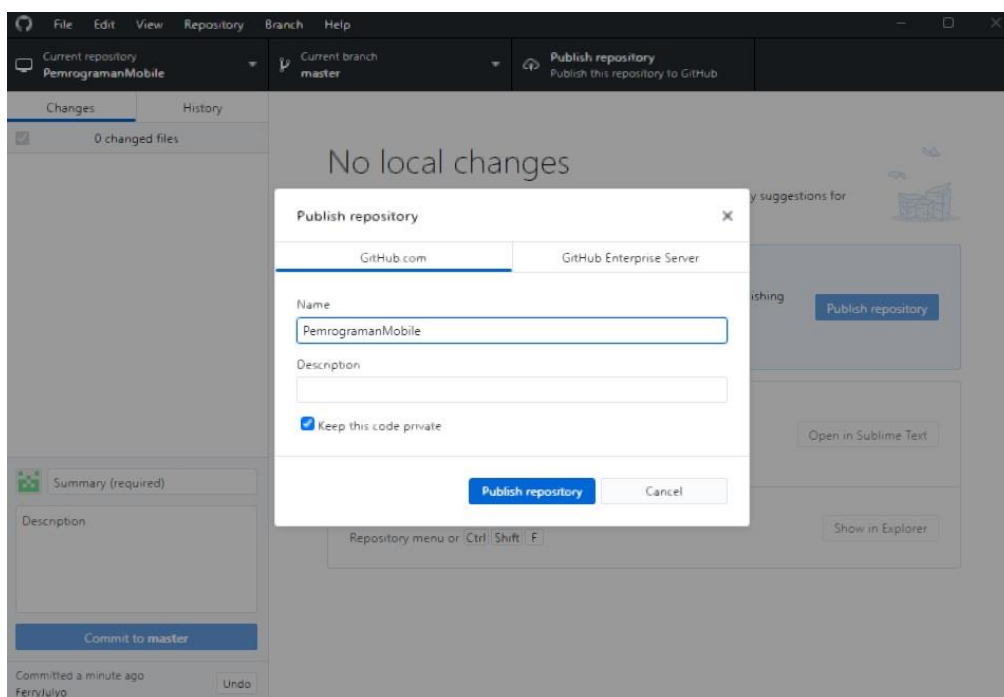 File Edit View Repository Branch Help
Current repository
PemrogramanMobile
Current branch
master
Publish repository
Publish this repository to GitHub
Changes History
0 changed files
No local changes
y suggestions for
Publish repository
GitHub.com GitHub Enterprise Server
Name
PemrogramanMobile
ishing
Publish repository
Description
Keep this code private
Open in Sublime Text
Summary (required)
Publish repository Cancel
Description
Show in Explorer
Repository menu or Ctrl Shift F
Commit to master
Committed a minute ago
FerryJulyo
Undo